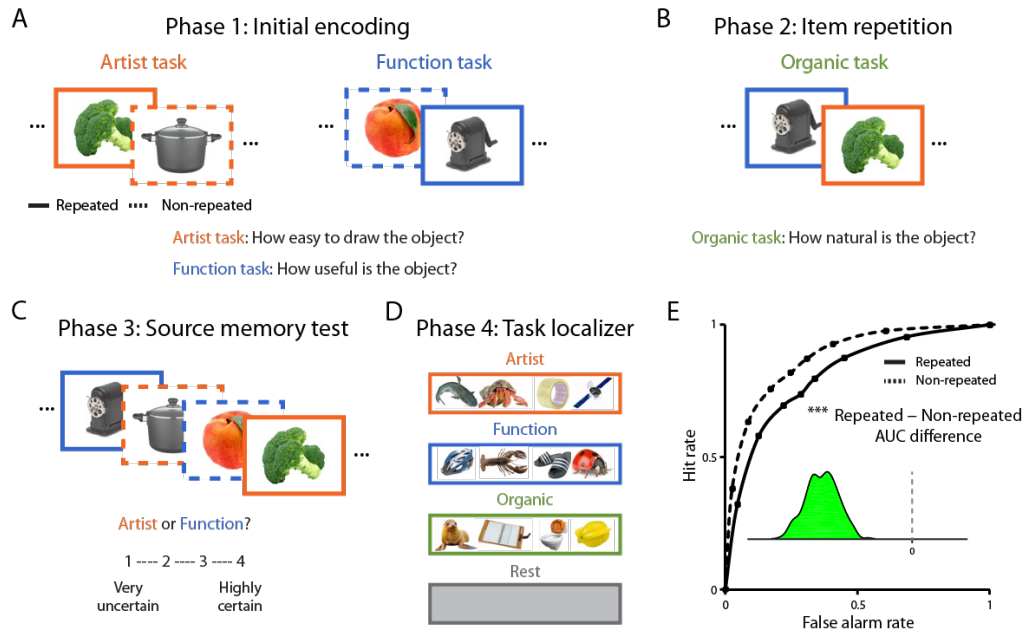 A
Phase 1: Initial encoding
Artist task
Function task
...
...
...
...
Repeated
Non-repeated
Artist task: How easy to draw the object?
Function task: How useful is the object?
B
Phase 2: Item repetition
Organic task
...
...
Organic task: How natural is the object?
C
Phase 3: Source memory test
...
...
Artist or Function?
1 ---- 2 ---- 3 ---- 4
Very uncertain
Highly certain
D
Phase 4: Task localizer
Artist
Function
Organic
Rest
E
1
Repeated
Non-repeated
*** Repeated – Non-repeated
AUC difference
Hit rate
0.5
0
0
0
0.5
1
False alarm rate